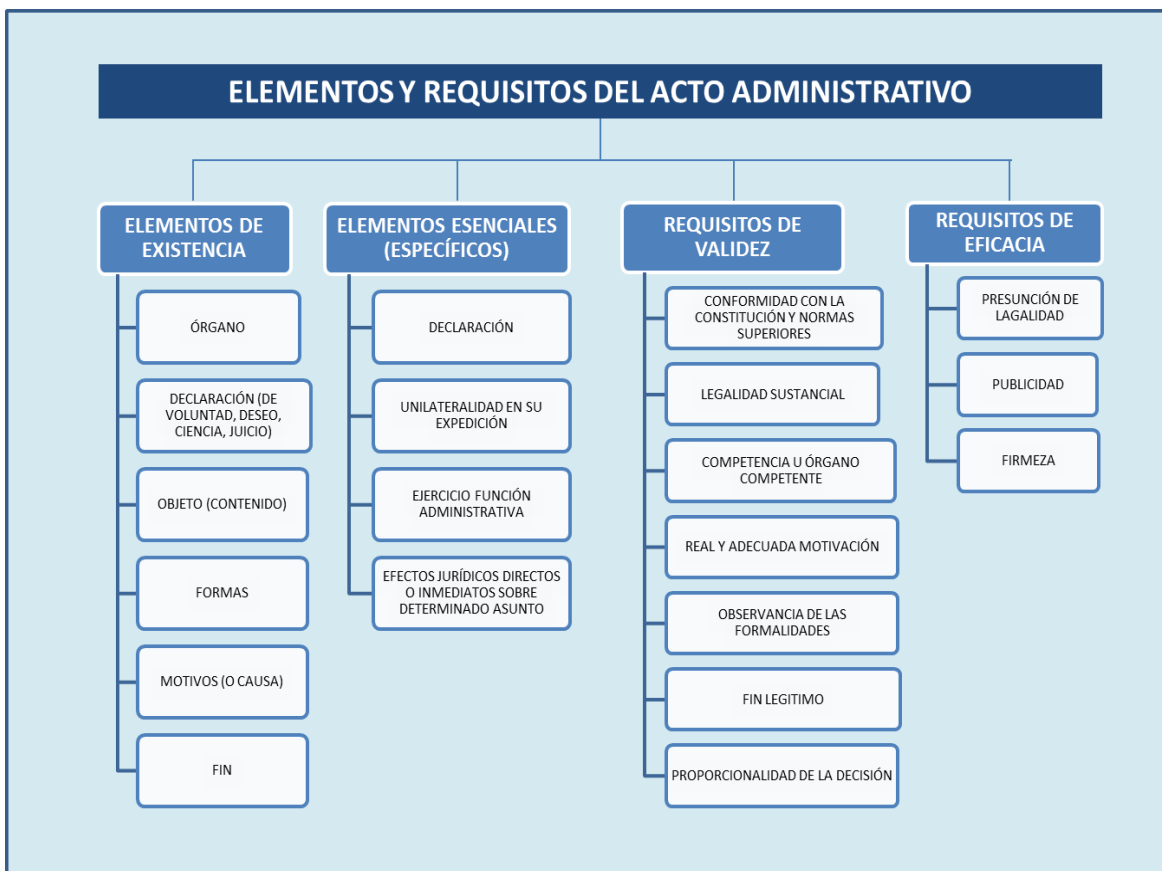 ELEMENTOS Y REQUISITOS DEL ACTO ADMINISTRATIVO
ELEMENTOS DE
EXISTENCIA
ÓRGANO
DECLARACIÓN (DE
VOLUNTAD, DESEO,
CIENCIA, JUICIO)
OBJETO (CONTENIDO)
FORMAS
MOTIVOS (O CAUSA)
FIN
ELEMENTOS ESENCIALES
(ESPECÍFICOS)
DECLARACIÓN
UNILATERALIDAD EN SU
EXPEDICIÓN
EJERCICIO FUNCIÓN
ADMINISTRATIVA
EFECTOS JURÍDICOS DIRECTOS
O INMEDIATOS SOBRE
DETERMINADO ASUNTO
REQUISITOS DE
VALIDEZ
CONFORMIDAD CON LA
CONSTITUCIÓN Y NORMAS
SUPERIORES
LEGALIDAD SUSTANCIAL
COMPETENCIA U ÓRGANO
COMPETENTE
REAL Y ADECUADA MOTIVACIÓN
OBSERVANCIA DE LAS
FORMALIDADES
FIN LEGITIMO
PROPORCIONALIDAD DE LA DECISIÓN
REQUISITOS DE
EFICACIA
PRESUNCIÓN DE
LAGALIDAD
PUBLICIDAD
FIRMEZA